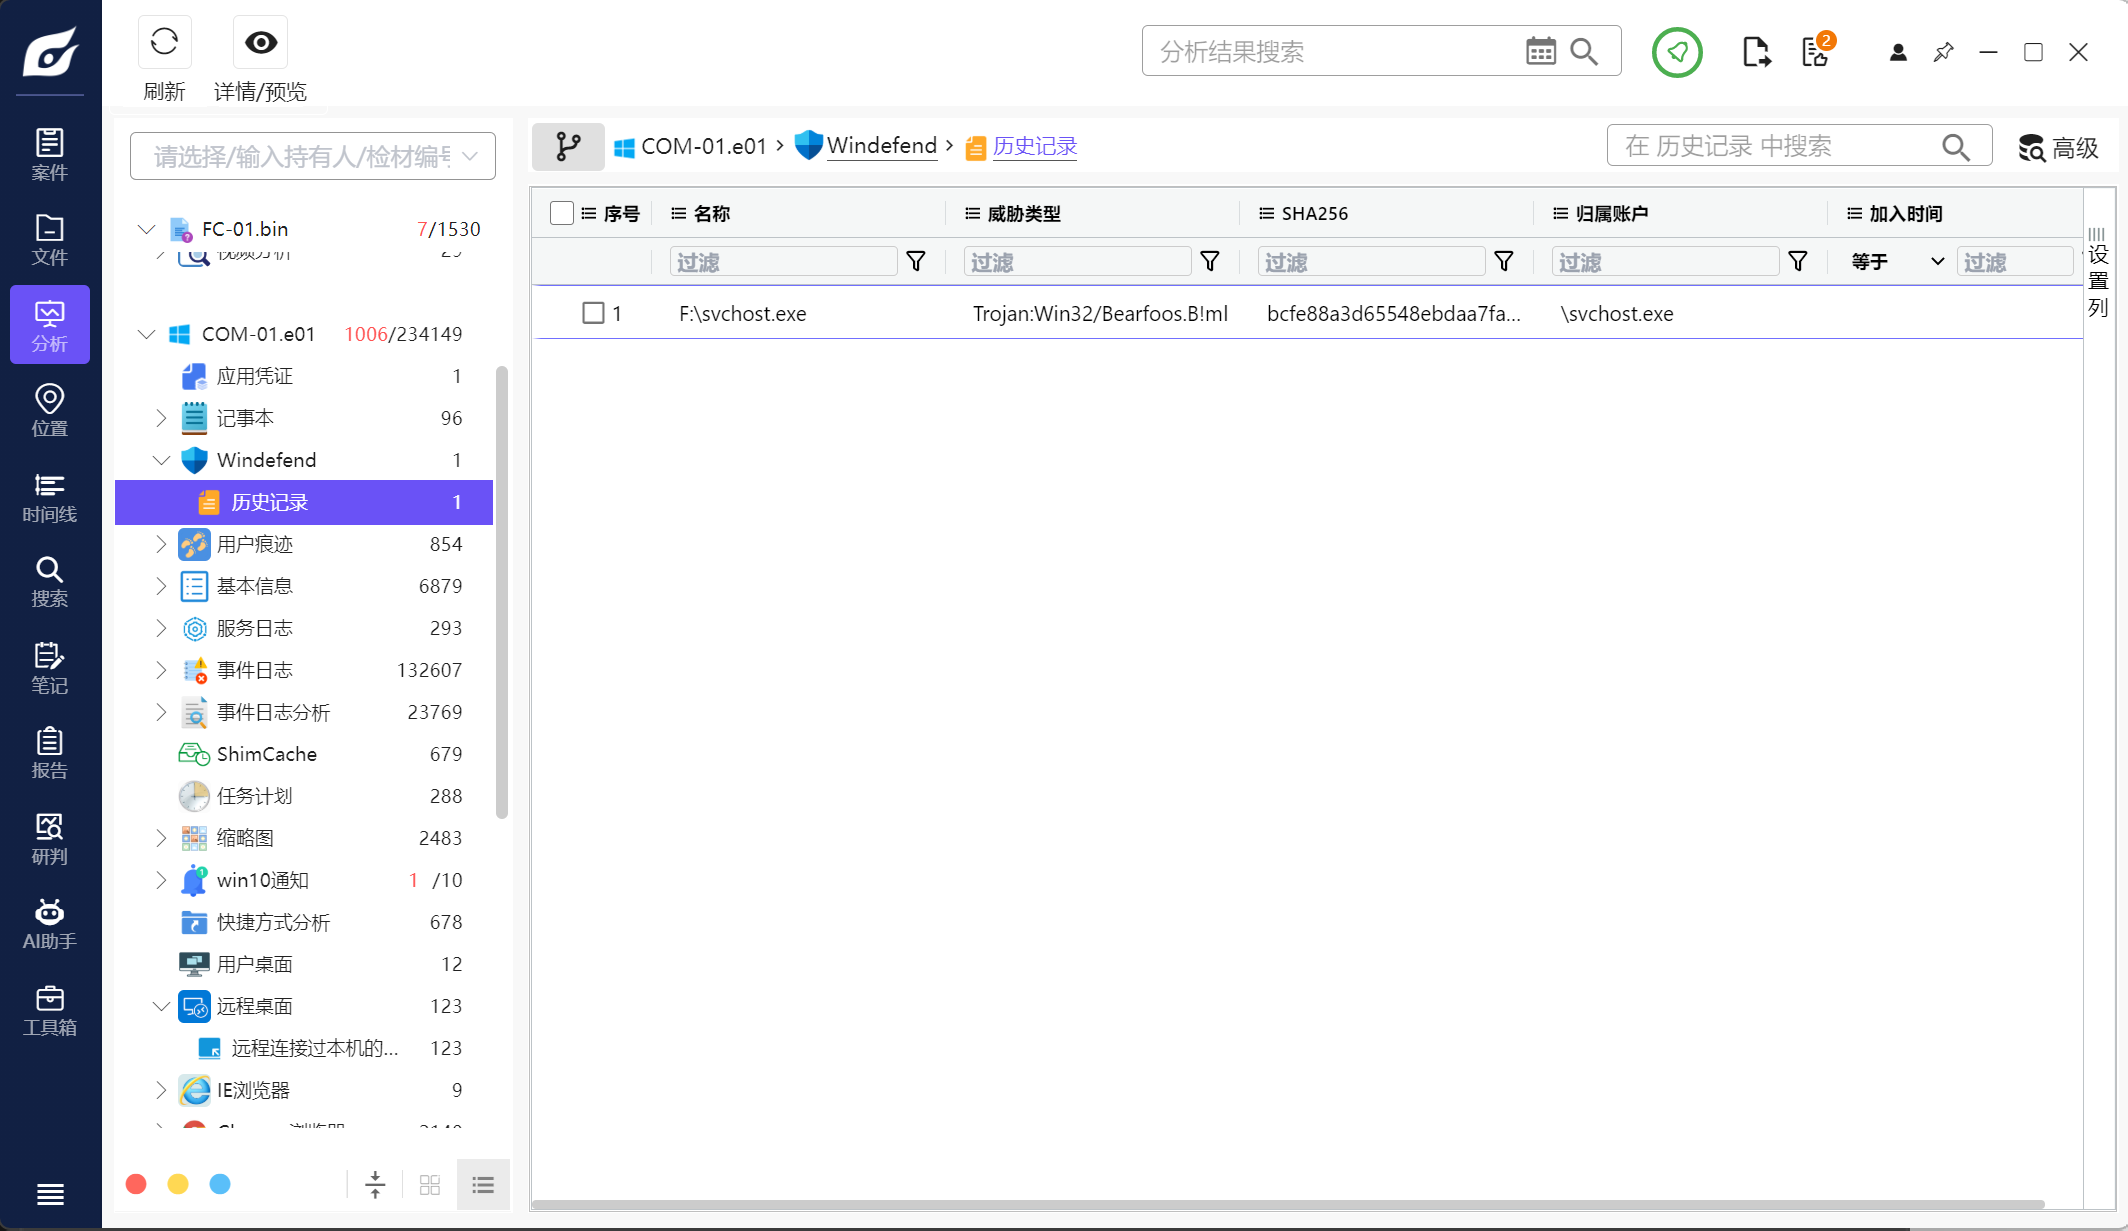 刷新
详情/预览
分析结果搜索
2
案件
文件
分析
位置
时间线
搜索
笔记
报告
研判
AI助手
工具箱
请选择/输入持有人/检材编号
FC-01.bin 7/1530
视频分析 29
COM-01.e01 1006/234149
应用凭证 1
记事本 96
Windefend 1
历史记录 1
用户痕迹 854
基本信息 6879
服务日志 293
事件日志 132607
事件日志分析 23769
ShimCache 679
任务计划 288
缩略图 2483
win10通知 1 /10
快捷方式分析 678
用户桌面 12
远程桌面 123
远程连接过本机的... 123
IE浏览器 9
COM-01.e01 > Windefend > 历史记录
在 历史记录 中搜索
高级
序号 名称 威胁类型 SHA256 归属账户 加入时间
过滤 过滤 过滤 过滤 等于 过滤
1 F:\svchost.exe Trojan:Win32/Bearfoos.B!ml bcfe88a3d65548ebdaa7fa... \svchost.exe
设置列